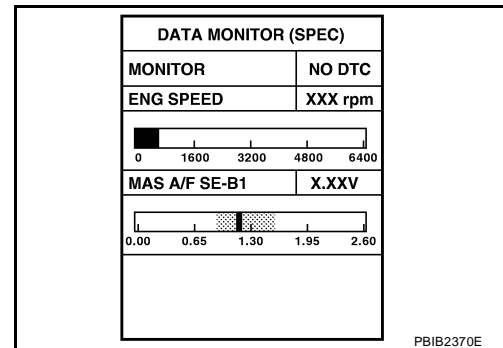 DATA MONITOR (SPEC)
MONITOR NO DTC
ENG SPEED XXX rpm
0 1600 3200 4800 6400
MAS A/F SE-B1 X.XXV
0.00 0.65 1.30 1.95 2.60
PBIB2370E